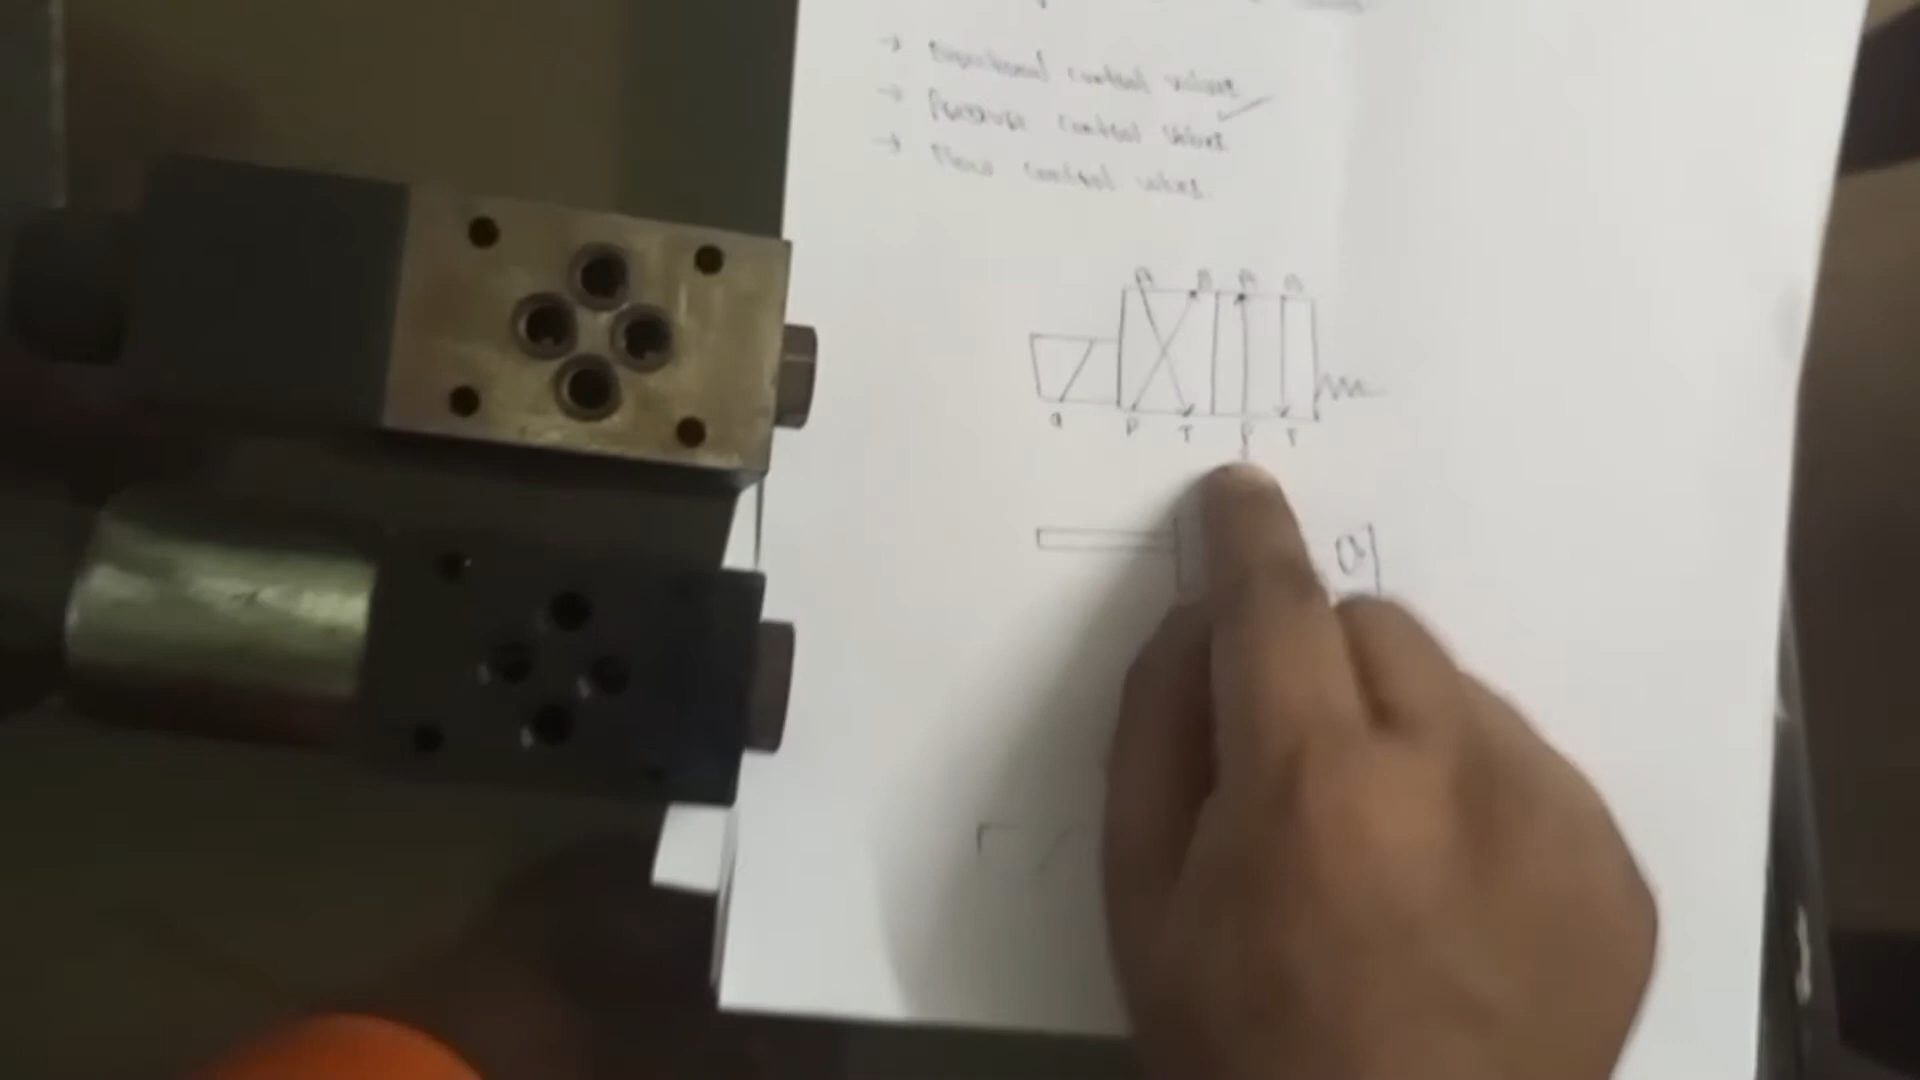 → Directional control valve
→ Pressure control valve
→ Flow control valve.
A B A B
a P T P T
a